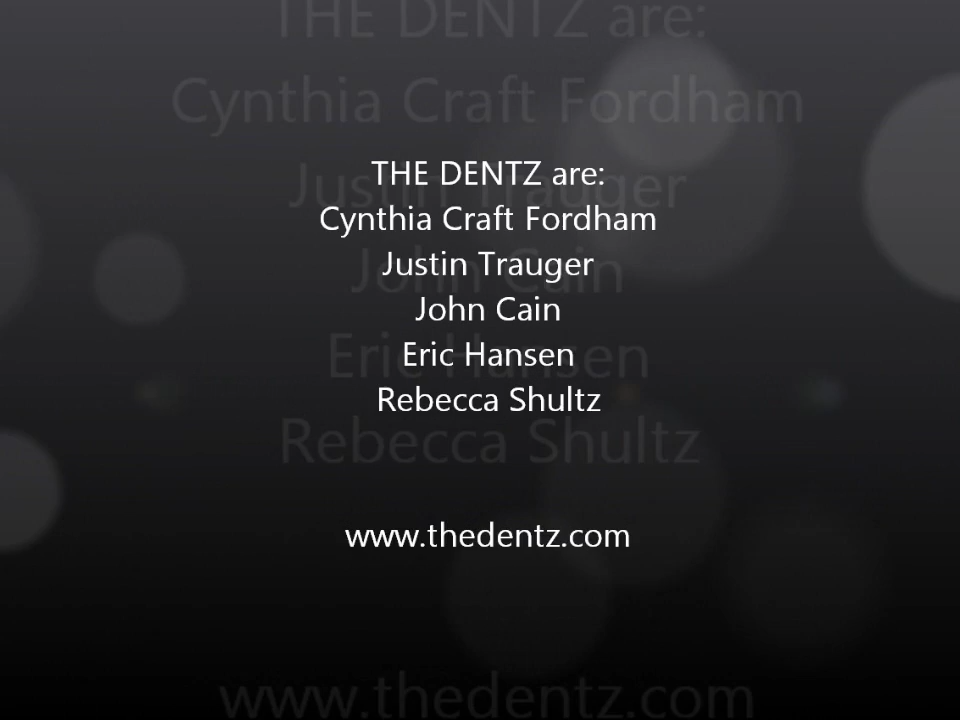 THE DENTZ are:
Cynthia Craft Fordham
Justin Trauger
John Cain
Eric Hansen
Rebecca Shultz
www.thedentz.com